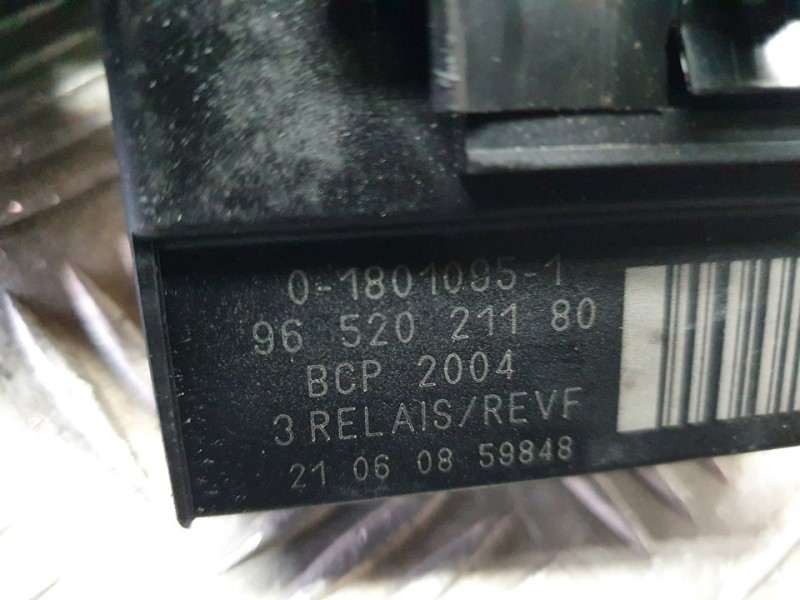 0-1801095-1
96 520 211 80
BCP 2004
3 RELAIS/REVF
21 06 08 59848